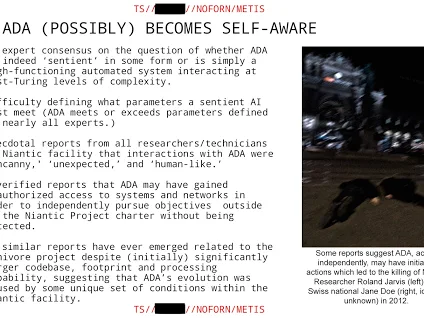 TS// //NOFORN/METIS
ADA (POSSIBLY) BECOMES SELF-AWARE
expert consensus on the question of whether ADA
indeed ‘sentient’ in some form or is simply a
gh-functioning automated system interacting at
st-Turing levels of complexity.
fficulty defining what parameters a sentient AI
st meet (ADA meets or exceeds parameters defined
nearly all experts.)
ecdotal reports from all researchers/technicians
Niantic facility that interactions with ADA were
ncanny,’ ‘unexpected,’ and ‘human-like.’
verified reports that ADA may have gained
authorized access to systems and networks in
der to independently pursue objectives outside
the Niantic Project charter without being
tected.
similar reports have ever emerged related to the
nivore project despite (initially) significantly
rger codebase, footprint and processing
pability, suggesting that ADA’s evolution was
used by some unique set of conditions within the
antic facility.
Some reports suggest ADA, ac
independently, may have initia
actions which led to the killing of N
Researcher Roland Jarvis (left)
Swiss national Jane Doe (right, id
unknown) in 2012.
TS// //NOFORN/METIS